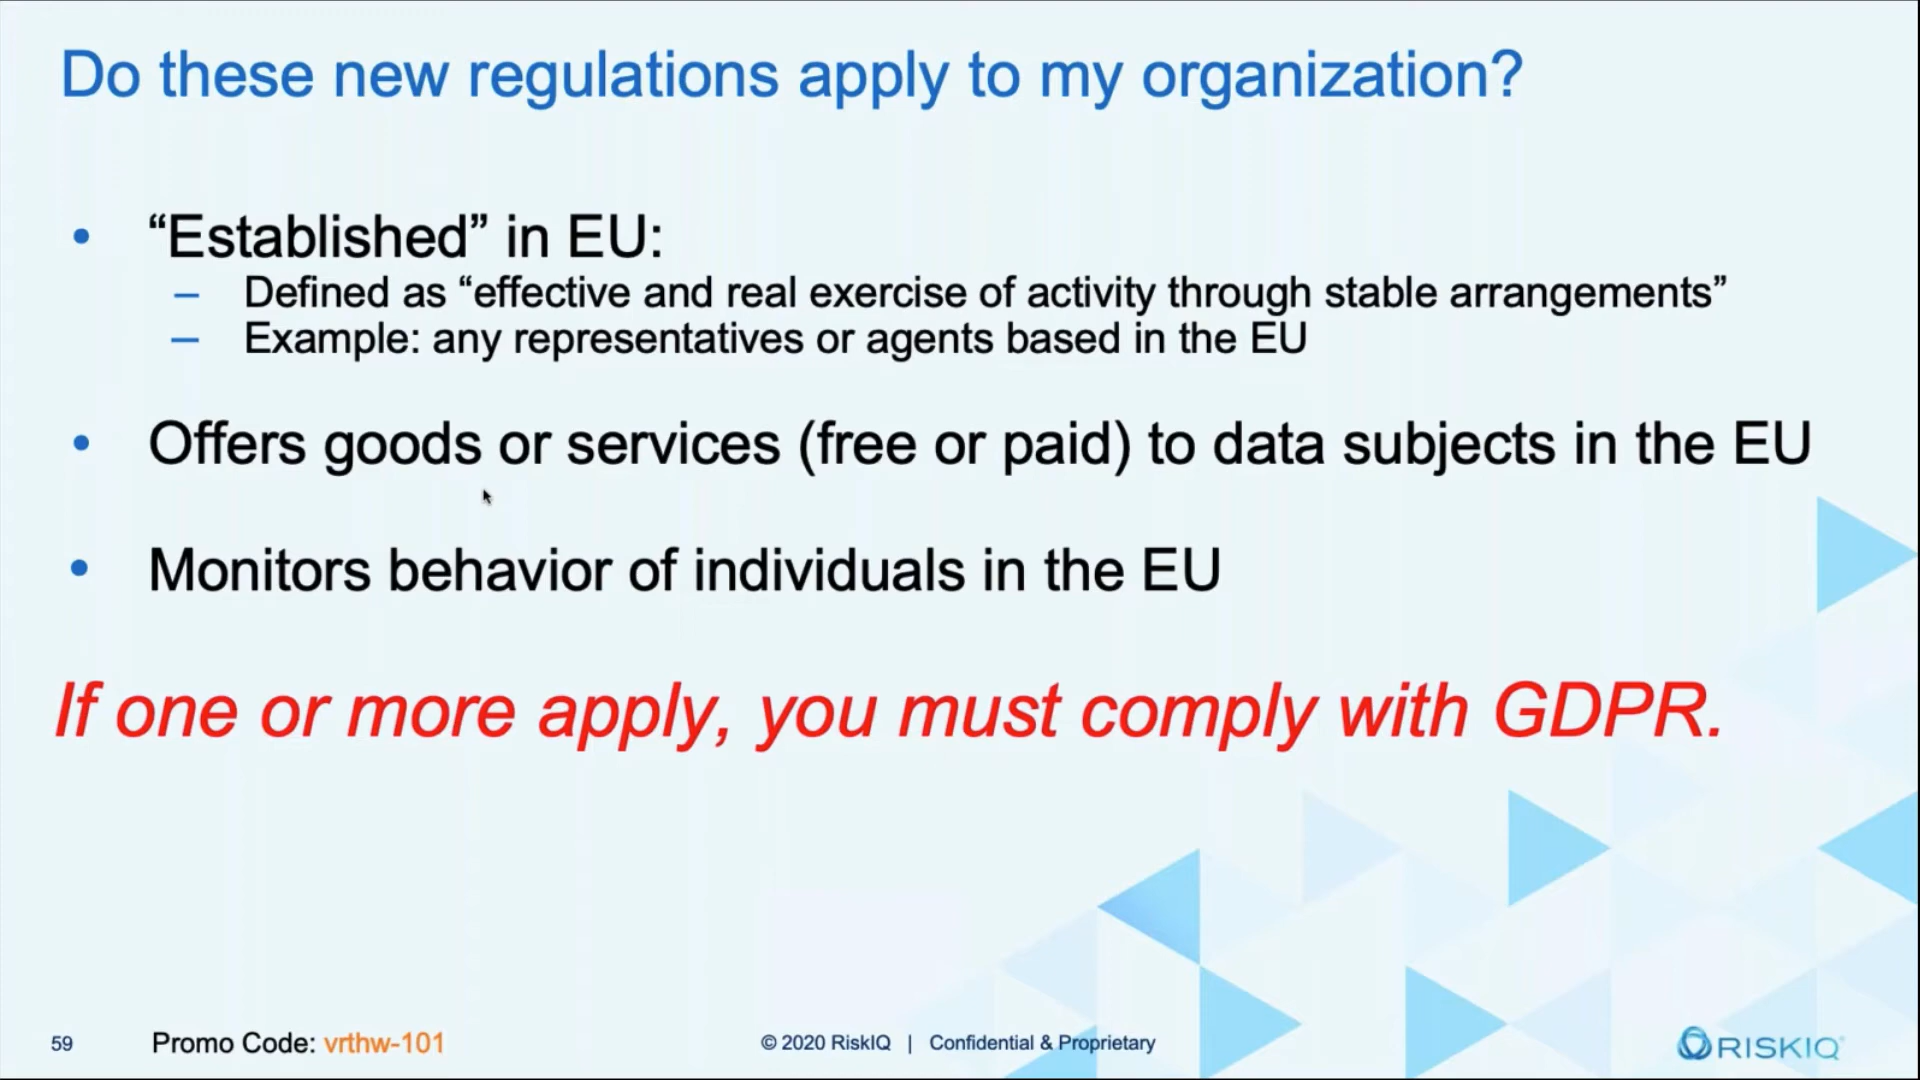 Do these new regulations apply to my organization?
• “Established” in EU:
– Defined as “effective and real exercise of activity through stable arrangements”
– Example: any representatives or agents based in the EU
• Offers goods or services (free or paid) to data subjects in the EU
• Monitors behavior of individuals in the EU
If one or more apply, you must comply with GDPR.
59 Promo Code: vrthw-101 © 2020 RiskIQ | Confidential & Proprietary RISKIQ